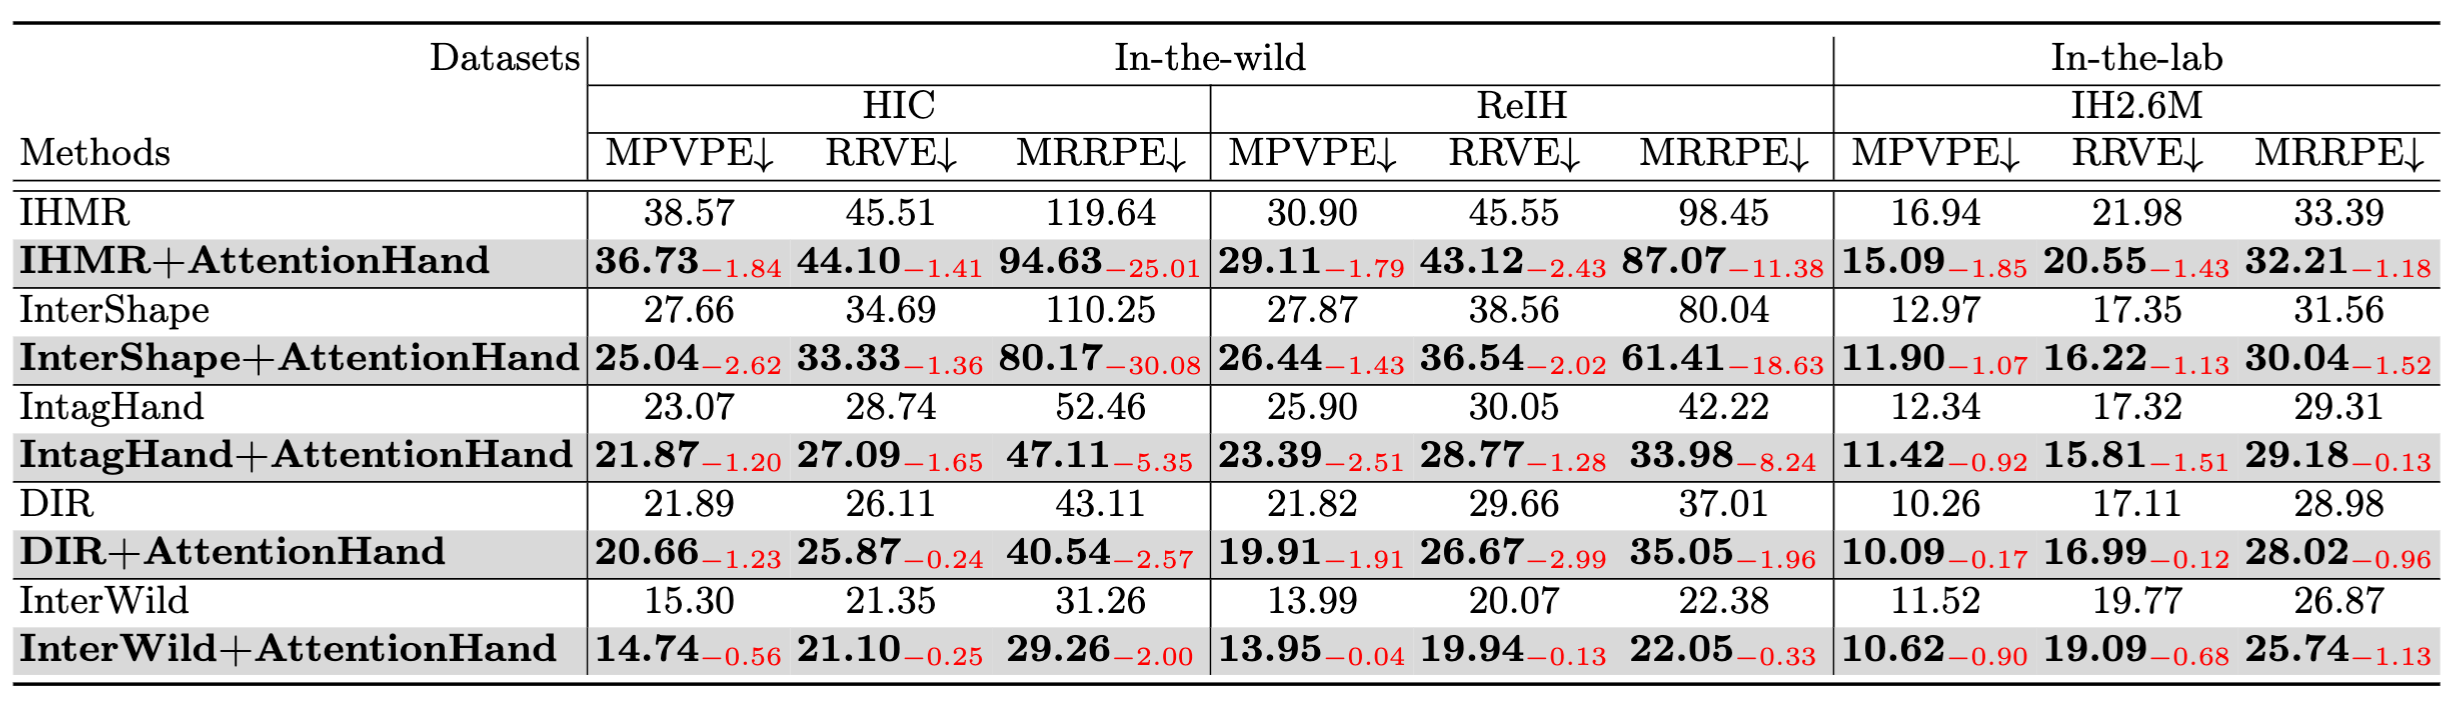 Datasets In-the-wild In-the-lab
HIC ReIH IH2.6M
Methods MPVPE↓ RRVE↓ MRRPE↓ MPVPE↓ RRVE↓ MRRPE↓ MPVPE↓ RRVE↓ MRRPE↓
IHMR 38.57 45.51 119.64 30.90 45.55 98.45 16.94 21.98 33.39
IHMR+AttentionHand 36.73−1.84 44.10−1.41 94.63−25.01 29.11−1.79 43.12−2.43 87.07−11.38 15.09−1.85 20.55−1.43 32.21−1.18
InterShape 27.66 34.69 110.25 27.87 38.56 80.04 12.97 17.35 31.56
InterShape+AttentionHand 25.04−2.62 33.33−1.36 80.17−30.08 26.44−1.43 36.54−2.02 61.41−18.63 11.90−1.07 16.22−1.13 30.04−1.52
IntagHand 23.07 28.74 52.46 25.90 30.05 42.22 12.34 17.32 29.31
IntagHand+AttentionHand 21.87−1.20 27.09−1.65 47.11−5.35 23.39−2.51 28.77−1.28 33.98−8.24 11.42−0.92 15.81−1.51 29.18−0.13
DIR 21.89 26.11 43.11 21.82 29.66 37.01 10.26 17.11 28.98
DIR+AttentionHand 20.66−1.23 25.87−0.24 40.54−2.57 19.91−1.91 26.67−2.99 35.05−1.96 10.09−0.17 16.99−0.12 28.02−0.96
InterWild 15.30 21.35 31.26 13.99 20.07 22.38 11.52 19.77 26.87
InterWild+AttentionHand 14.74−0.56 21.10−0.25 29.26−2.00 13.95−0.04 19.94−0.13 22.05−0.33 10.62−0.90 19.09−0.68 25.74−1.13